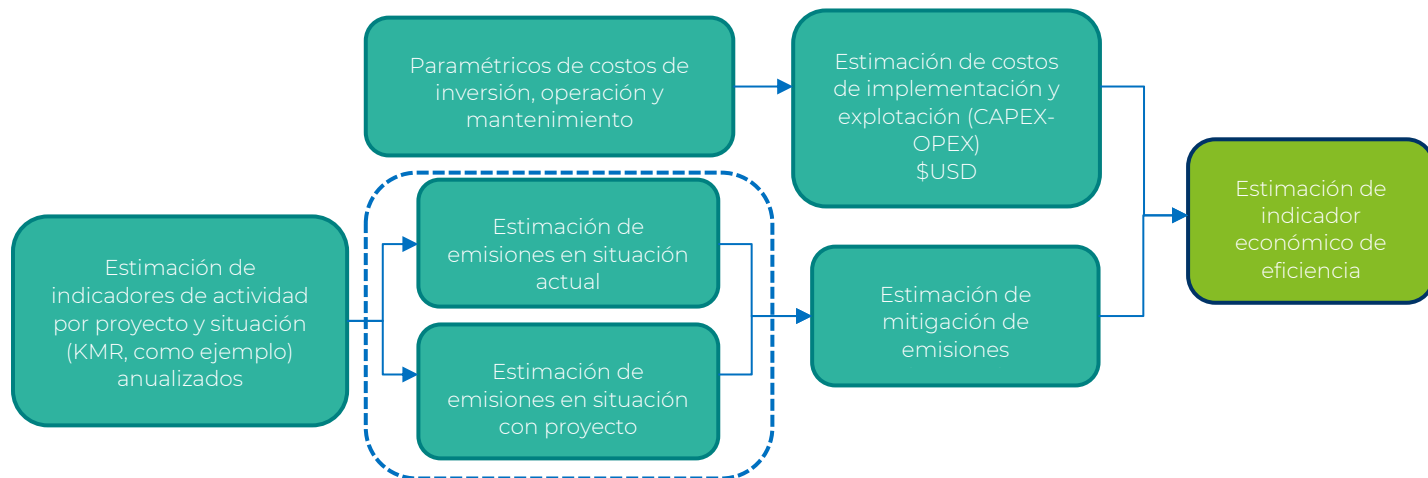 Paramétricos de costos de
inversión, operación y
mantenimiento
Estimación de costos
de implementación y
explotación (CAPEX-
OPEX)
$USD
Estimación de
indicadores de actividad
por proyecto y situación
(KMR, como ejemplo)
anualizados
Estimación de
emisiones en situación
actual
Estimación de
emisiones en situación
con proyecto
Estimación de
mitigación de
emisiones
Estimación de
indicador
económico de
eficiencia